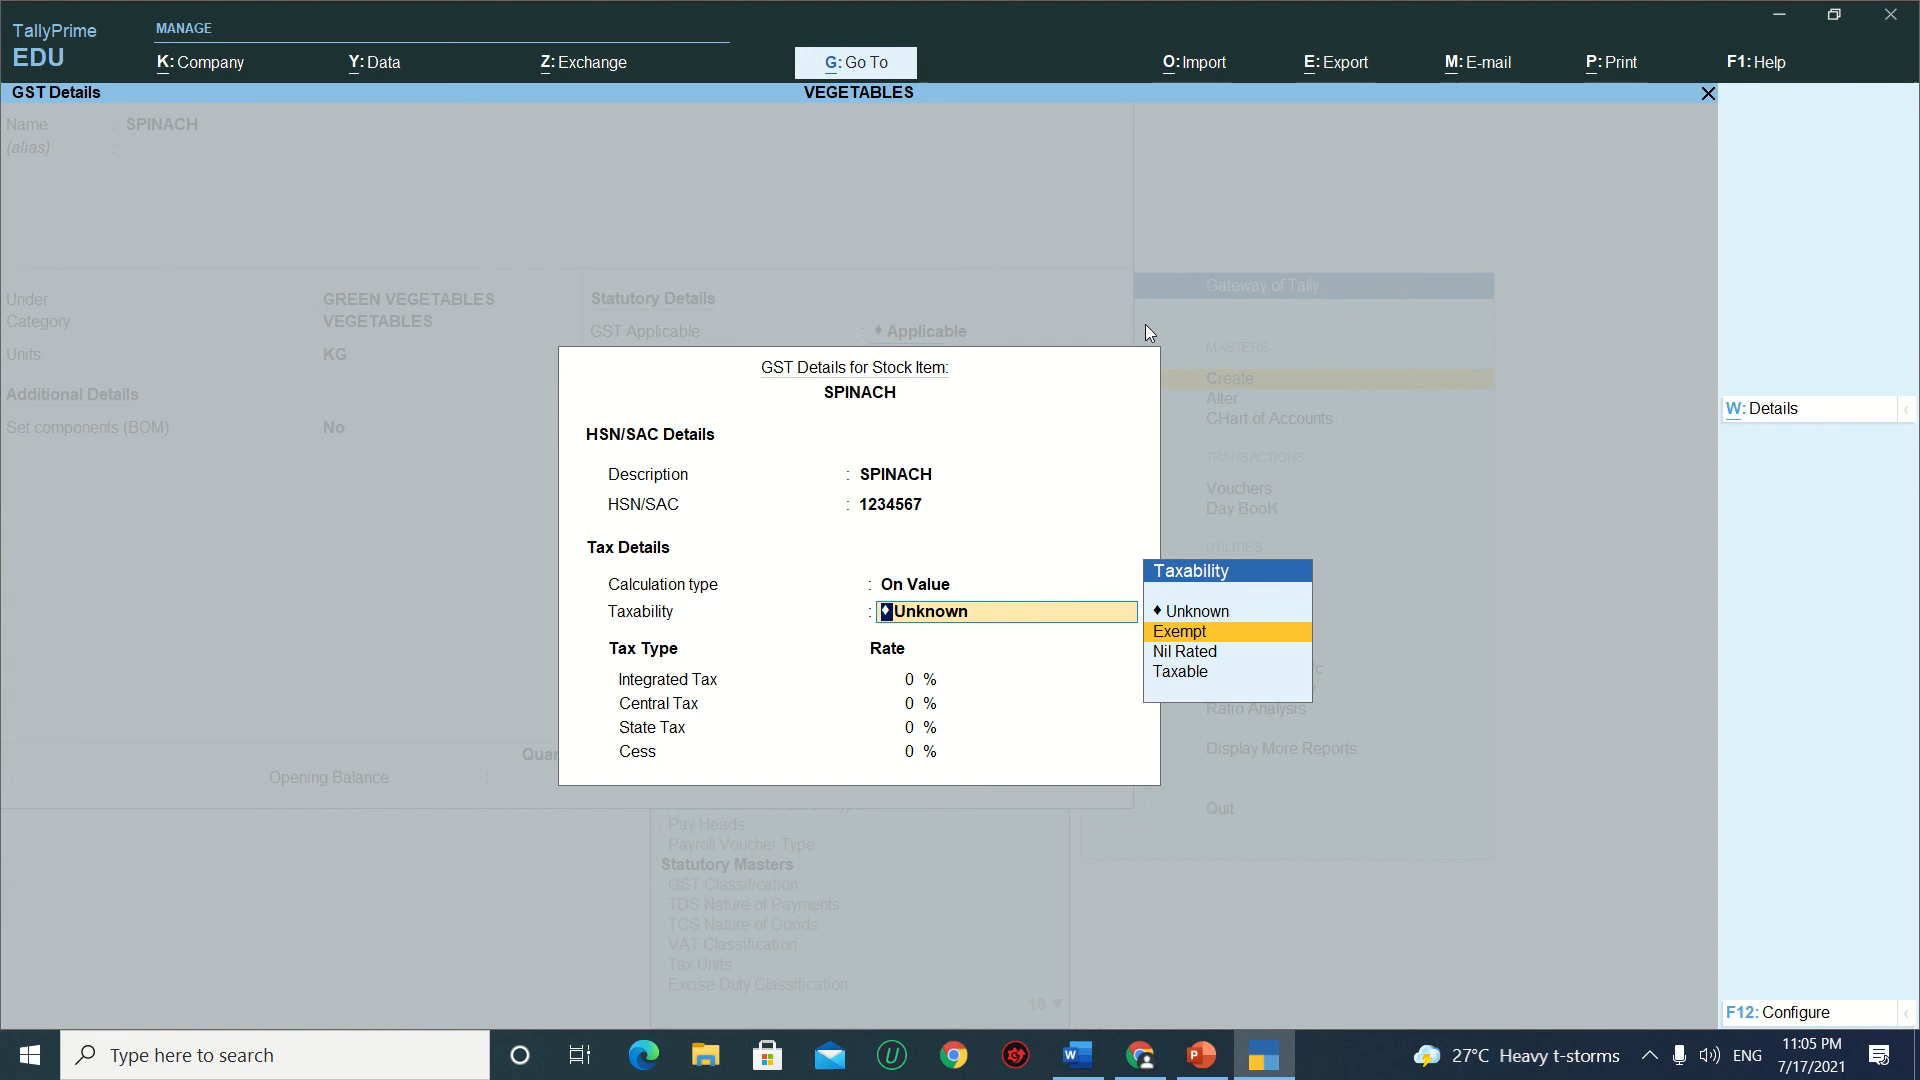 TallyPrime
EDU
MANAGE
K: Company
Y: Data
Z: Exchange
G: Go To
O: Import
E: Export
M: E-mail
P: Print
F1: Help
GST Details
VEGETABLES
Name : SPINACH
(alias) :
Under : GREEN VEGETABLES
Category : VEGETABLES
Units : KG
Additional Details
Set components (BOM) : No
Statutory Details
GST Applicable : ♦ Applicable
Opening Balance :
GST Details for Stock Item:
SPINACH
HSN/SAC Details
Description : SPINACH
HSN/SAC : 1234567
Tax Details
Calculation type : On Value
Taxability : ♦ Unknown
Tax Type Rate
Integrated Tax 0 %
Central Tax 0 %
State Tax 0 %
Cess 0 %
Taxability
♦ Unknown
Exempt
Nil Rated
Taxable
Gateway of Tally
MASTERS
Create
Alter
CHart of Accounts
TRANSACTIONS
Vouchers
Day BooK
UTILITIES
Ratio Analysis
Display More Reports
Quit
Pay Heads
Payroll Voucher Type
Statutory Masters
GST Classification
TDS Nature of Payments
TCS Nature of Goods
VAT Classification
Tax Units
Excise Duty Classification
16 ▼
W: Details
F12: Configure
Type here to search
27°C Heavy t-storms
ENG
11:05 PM
7/17/2021